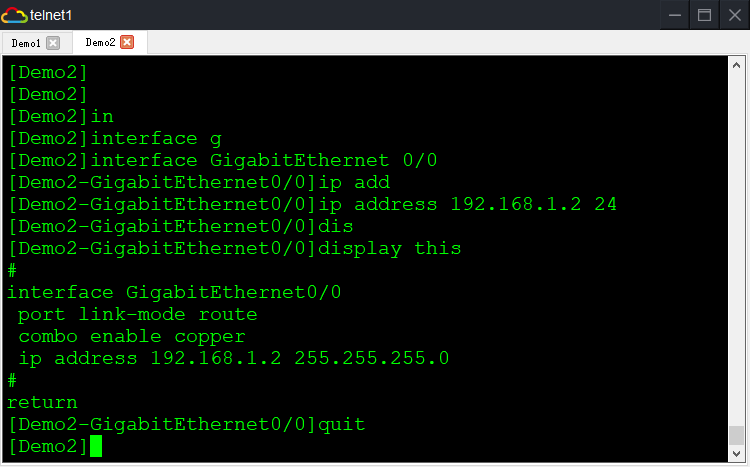 telnet1
Demo1 Demo2
[Demo2]
[Demo2]
[Demo2]in
[Demo2]interface g
[Demo2]interface GigabitEthernet 0/0
[Demo2-GigabitEthernet0/0]ip add
[Demo2-GigabitEthernet0/0]ip address 192.168.1.2 24
[Demo2-GigabitEthernet0/0]dis
[Demo2-GigabitEthernet0/0]display this
#
interface GigabitEthernet0/0
 port link-mode route
 combo enable copper
 ip address 192.168.1.2 255.255.255.0
#
return
[Demo2-GigabitEthernet0/0]quit
[Demo2]